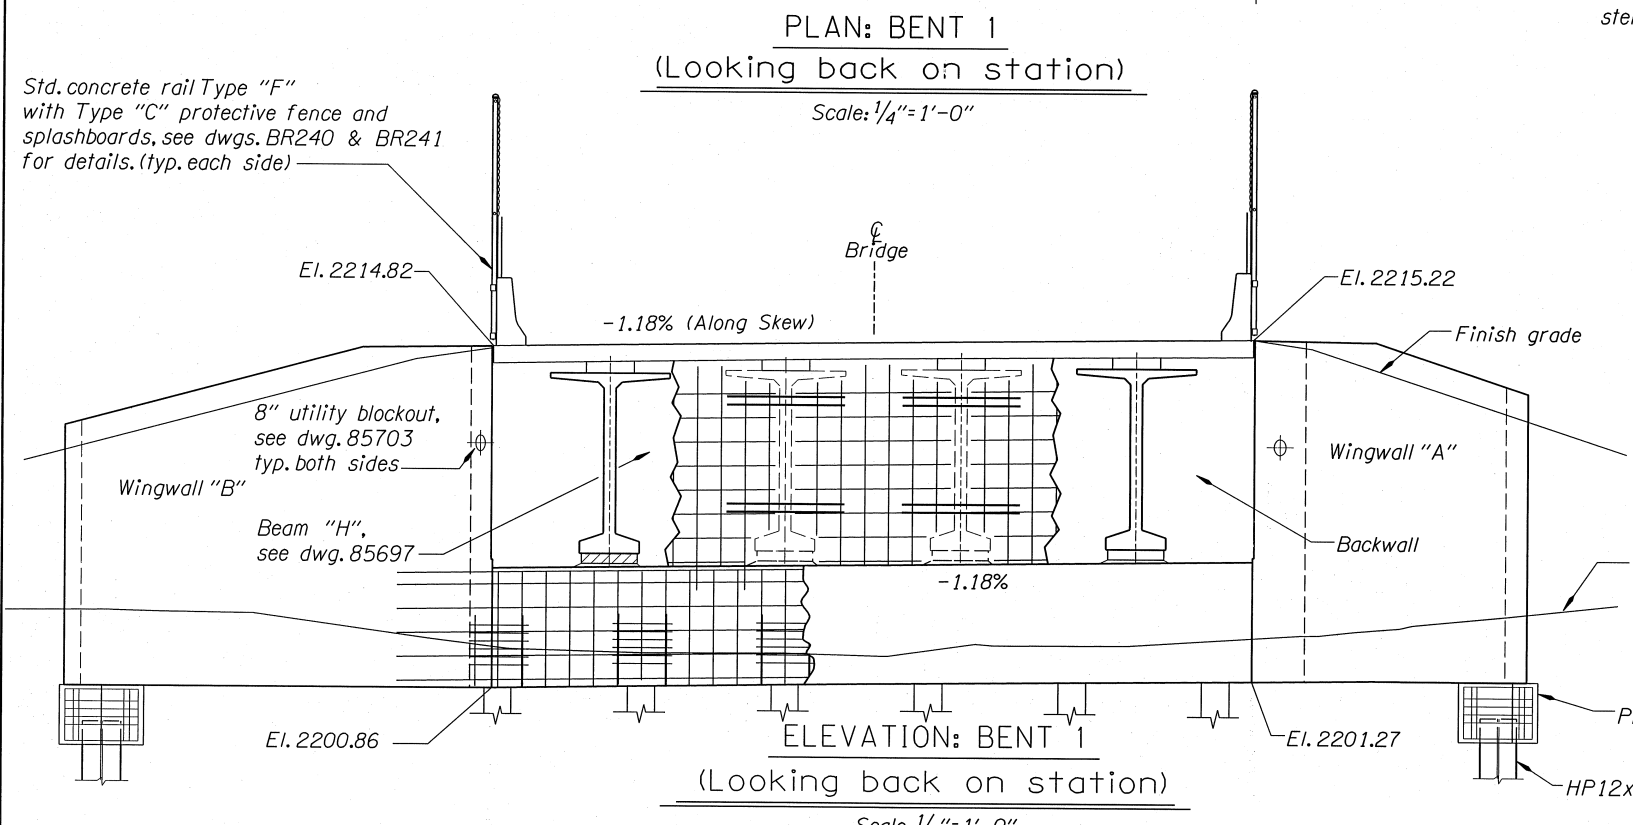 PLAN: BENT 1
(Looking back on station)
Scale: 1/4"=1'-0"
Std. concrete rail Type "F"
with Type "C" protective fence and
splashboards, see dwgs. BR240 & BR241
for details. (typ. each side)
℄
Bridge
El. 2214.82
El. 2215.22
-1.18% (Along Skew)
Finish grade
8" utility blockout,
see dwg. 85703
typ. both sides
Wingwall "A"
Wingwall "B"
Beam "H",
see dwg. 85697
Backwall
-1.18%
El. 2200.86
El. 2201.27
ELEVATION: BENT 1
(Looking back on station)
HP12x